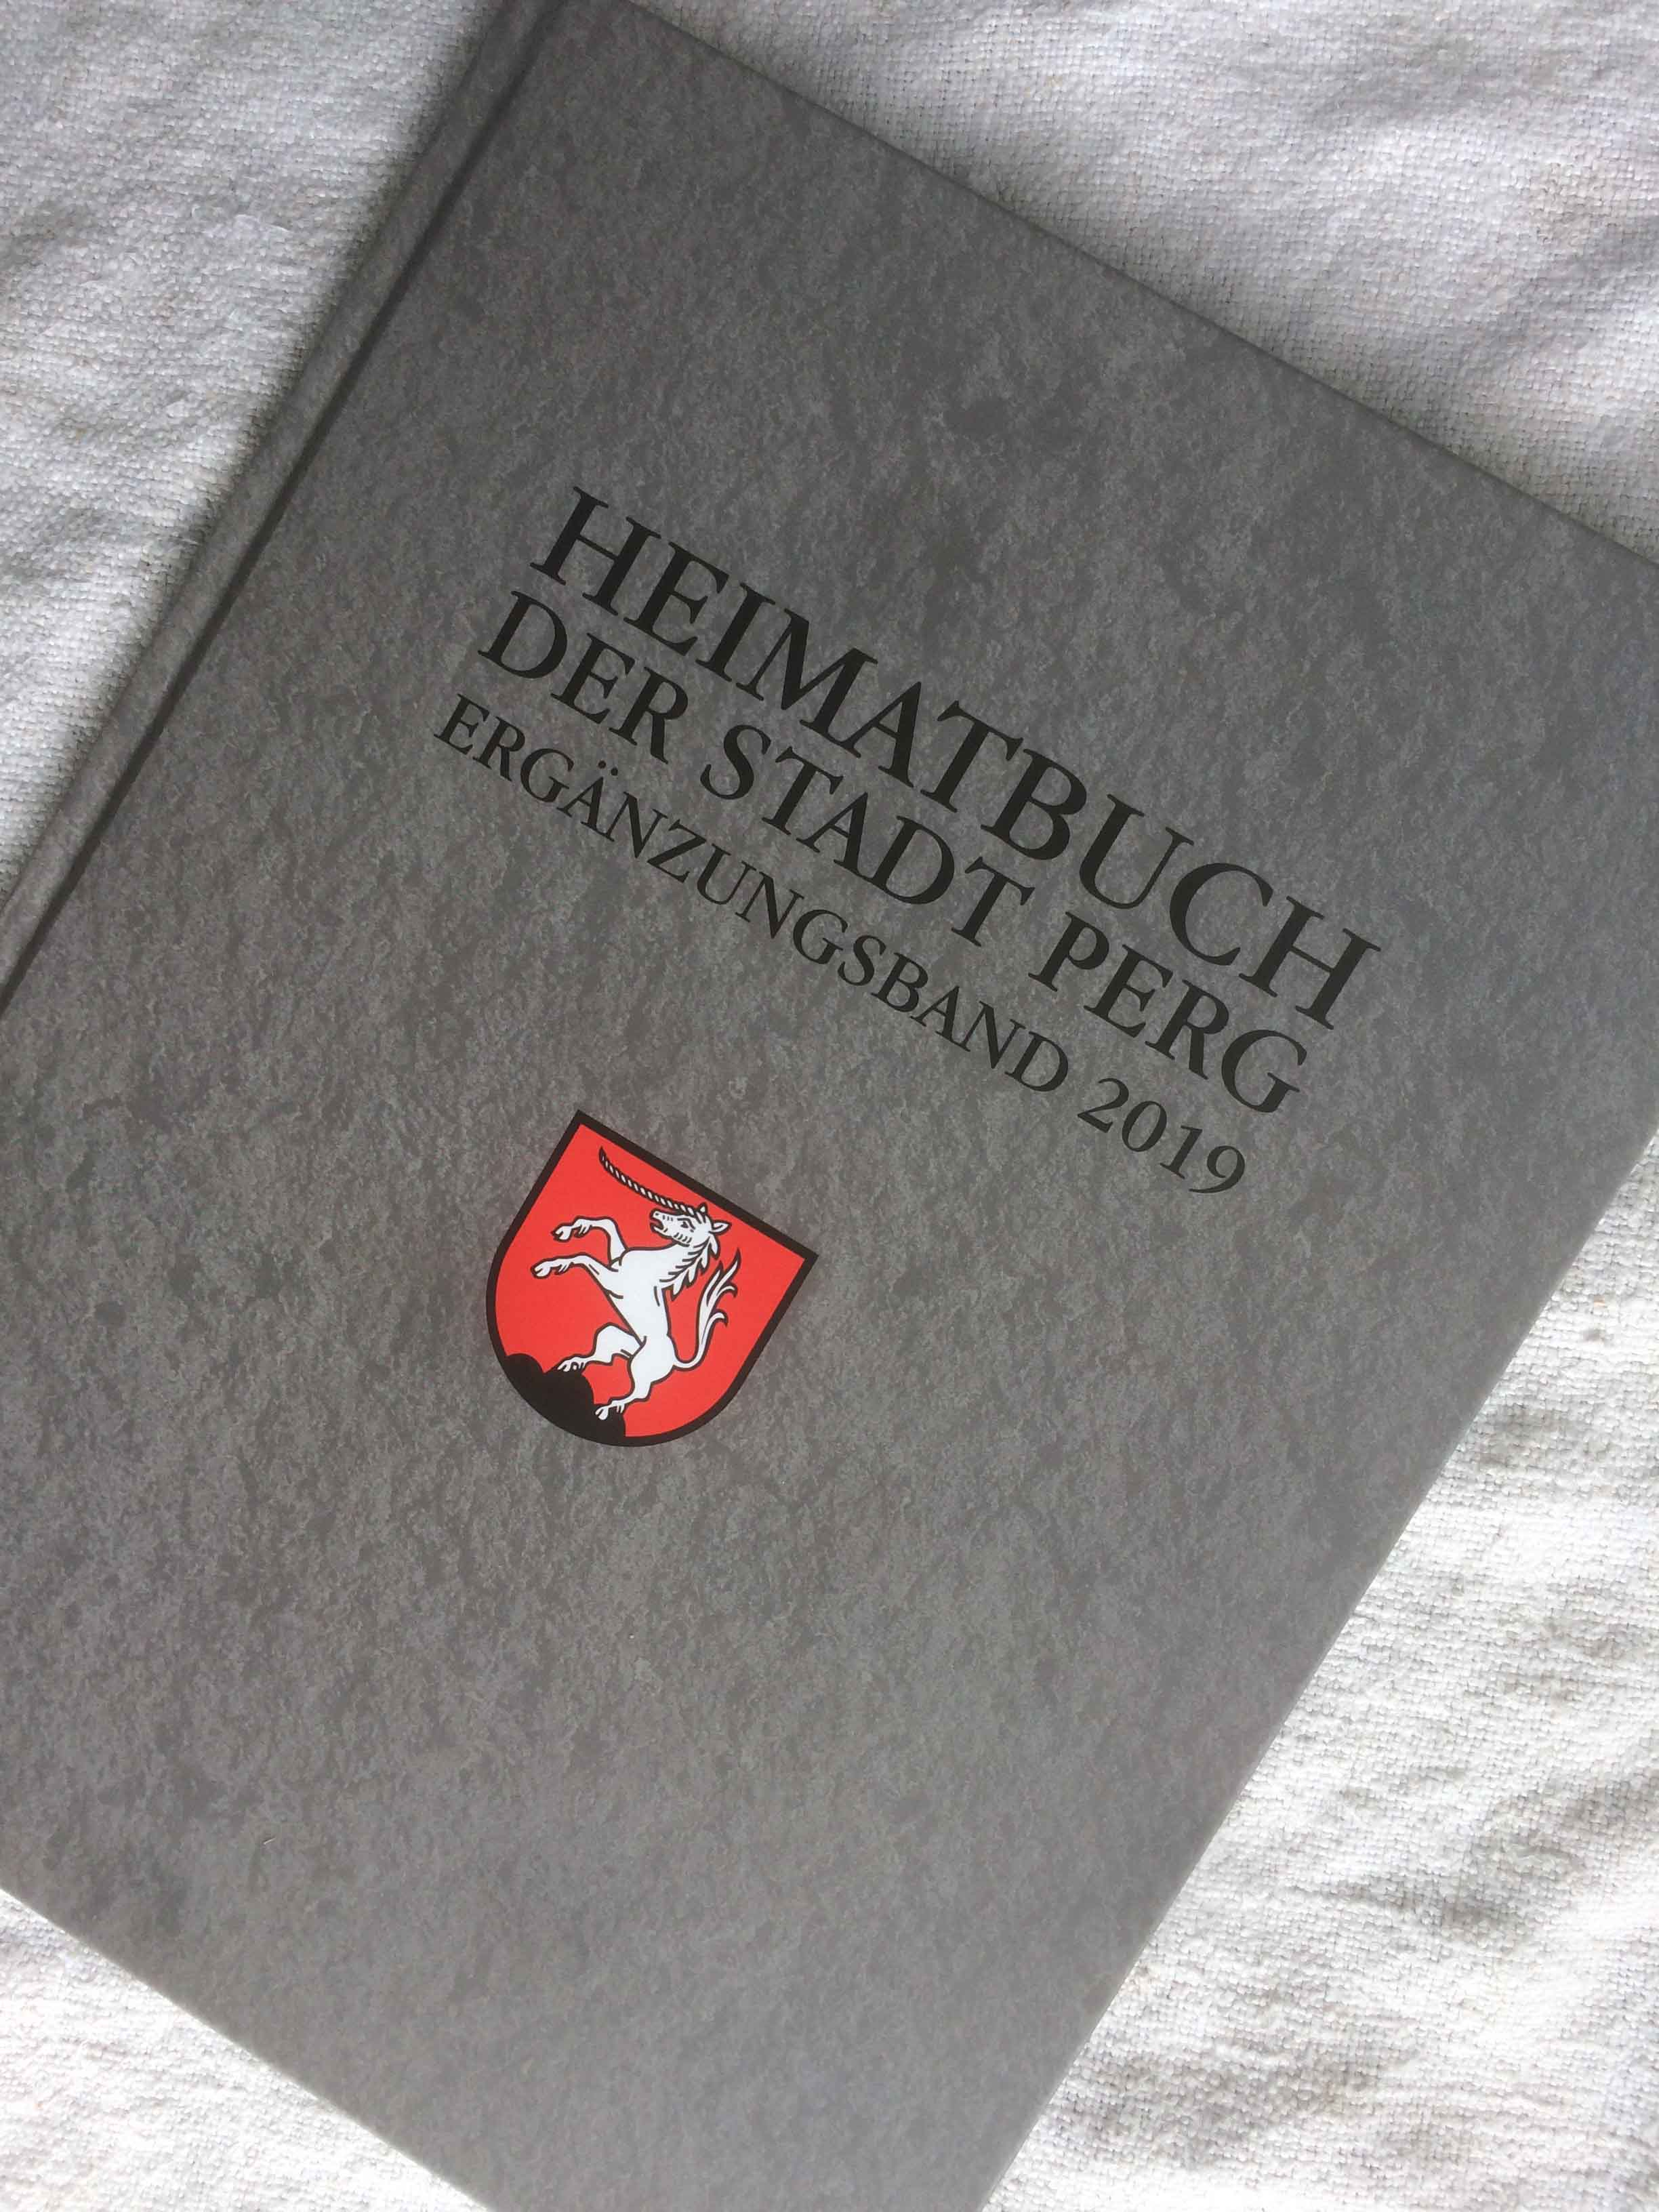 HEIMATBUCH
DER STADT PERG
ERGÄNZUNGSBAND 2019